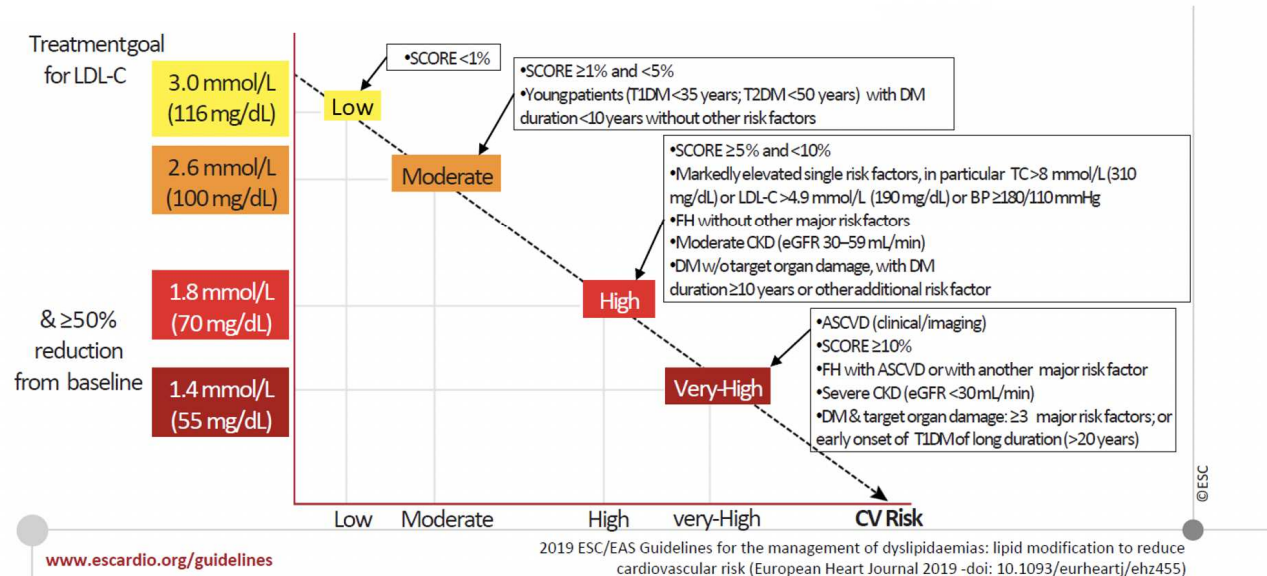 Treatment goal
for LDL-C
3.0 mmol/L
(116 mg/dL)
2.6 mmol/L
(100 mg/dL)
1.8 mmol/L
(70 mg/dL)
& ≥50%
reduction
from baseline
1.4 mmol/L
(55 mg/dL)
Low
•SCORE <1%
Moderate
•SCORE ≥1% and <5%
•Young patients (T1DM <35 years; T2DM <50 years) with DM
duration <10 years without other risk factors
High
•SCORE ≥5% and <10%
•Markedly elevated single risk factors, in particular TC >8 mmol/L (310
mg/dL) or LDL-C >4.9 mmol/L (190 mg/dL) or BP ≥180/110 mmHg
•FH without other major risk factors
•Moderate CKD (eGFR 30–59 mL/min)
•DM w/o target organ damage, with DM
duration ≥10 years or other additional risk factor
Very-High
•ASCVD (clinical/imaging)
•SCORE ≥10%
•FH with ASCVD or with another major risk factor
•Severe CKD (eGFR <30 mL/min)
•DM & target organ damage: ≥3 major risk factors; or
early onset of T1DM of long duration (>20 years)
Low Moderate High very-High CV Risk
©ESC
www.escardio.org/guidelines
2019 ESC/EAS Guidelines for the management of dyslipidaemias: lipid modification to reduce
cardiovascular risk (European Heart Journal 2019 -doi: 10.1093/eurheartj/ehz455)